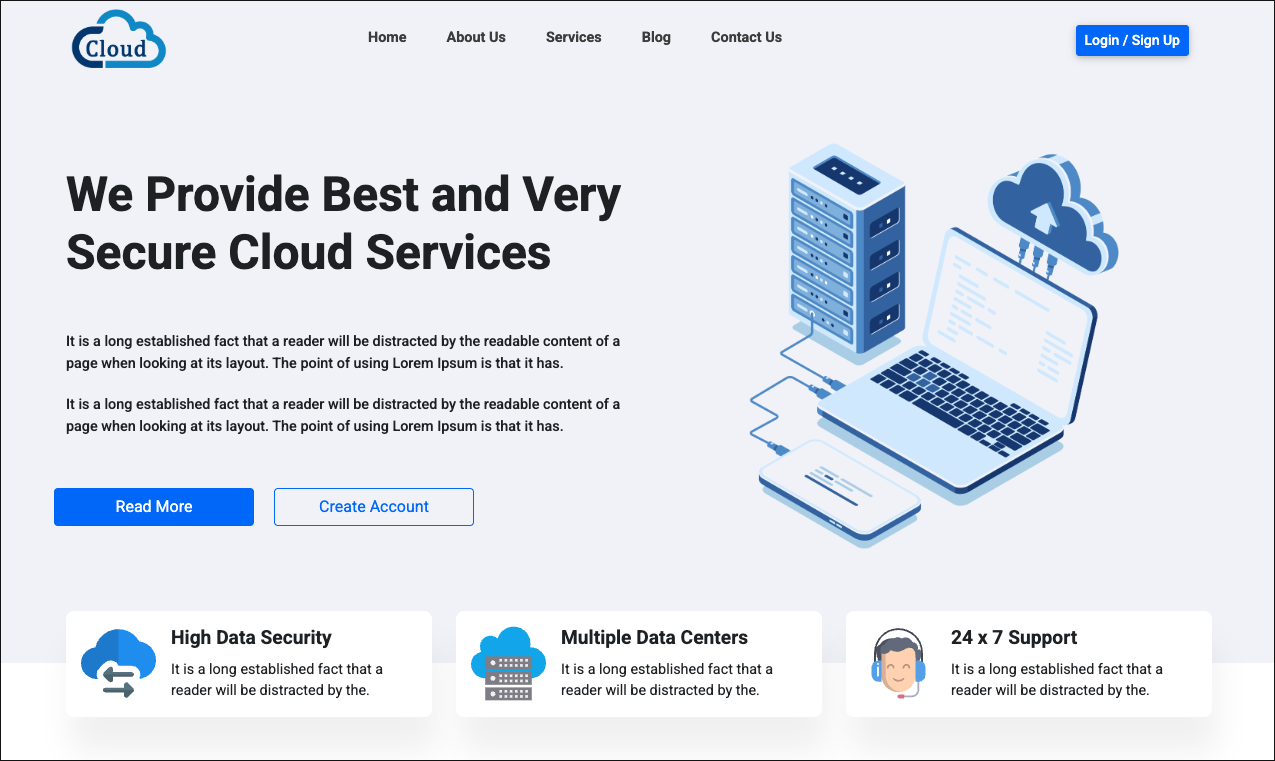 Cloud
Home
About Us
Services
Blog
Contact Us
Login / Sign Up
We Provide Best and Very
Secure Cloud Services
It is a long established fact that a reader will be distracted by the readable content of a
page when looking at its layout. The point of using Lorem Ipsum is that it has.
It is a long established fact that a reader will be distracted by the readable content of a
page when looking at its layout. The point of using Lorem Ipsum is that it has.
Read More
Create Account
High Data Security
It is a long established fact that a
reader will be distracted by the.
Multiple Data Centers
It is a long established fact that a
reader will be distracted by the.
24 x 7 Support
It is a long established fact that a
reader will be distracted by the.